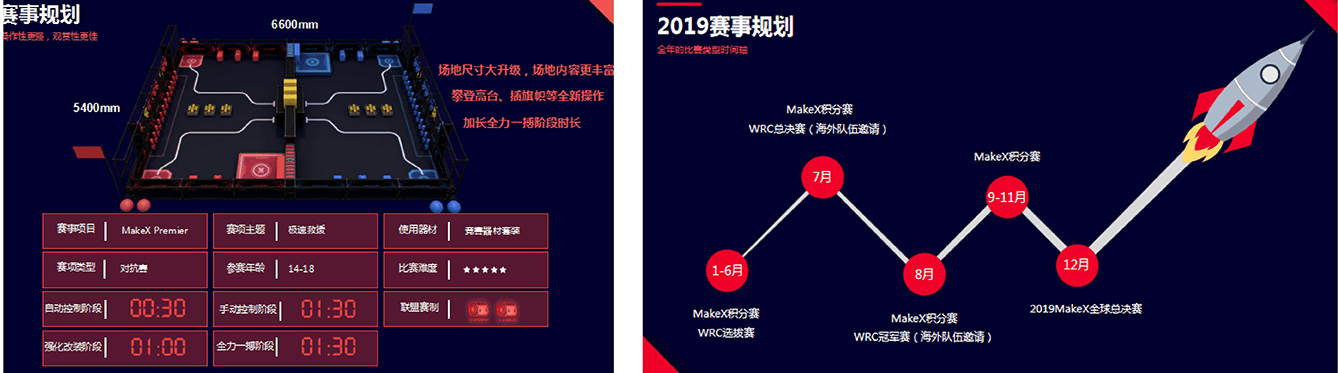 赛事规划
操作性更强，观赏性更佳
6600mm
5400mm
场地尺寸大升级，场地内容更丰富
攀登高台、插旗帜等全新操作
加长全力一搏阶段时长
赛事项目 MakeX Premier
赛项主题 极速救援
使用器材 竞赛器材套装
赛项类型 对抗赛
参赛年龄 14-18
比赛难度 ★★★★★
自动控制阶段 00:30
手动控制阶段 01:30
联盟赛制
强化改装阶段 01:00
全力一搏阶段 01:30
2019赛事规划
全年的比赛类型时间轴
MakeX积分赛
WRC总决赛（海外队伍邀请）
7月
MakeX积分赛
9-11月
1-6月
MakeX积分赛
WRC选拔赛
8月
MakeX积分赛
WRC冠军赛（海外队伍邀请）
12月
2019MakeX全球总决赛